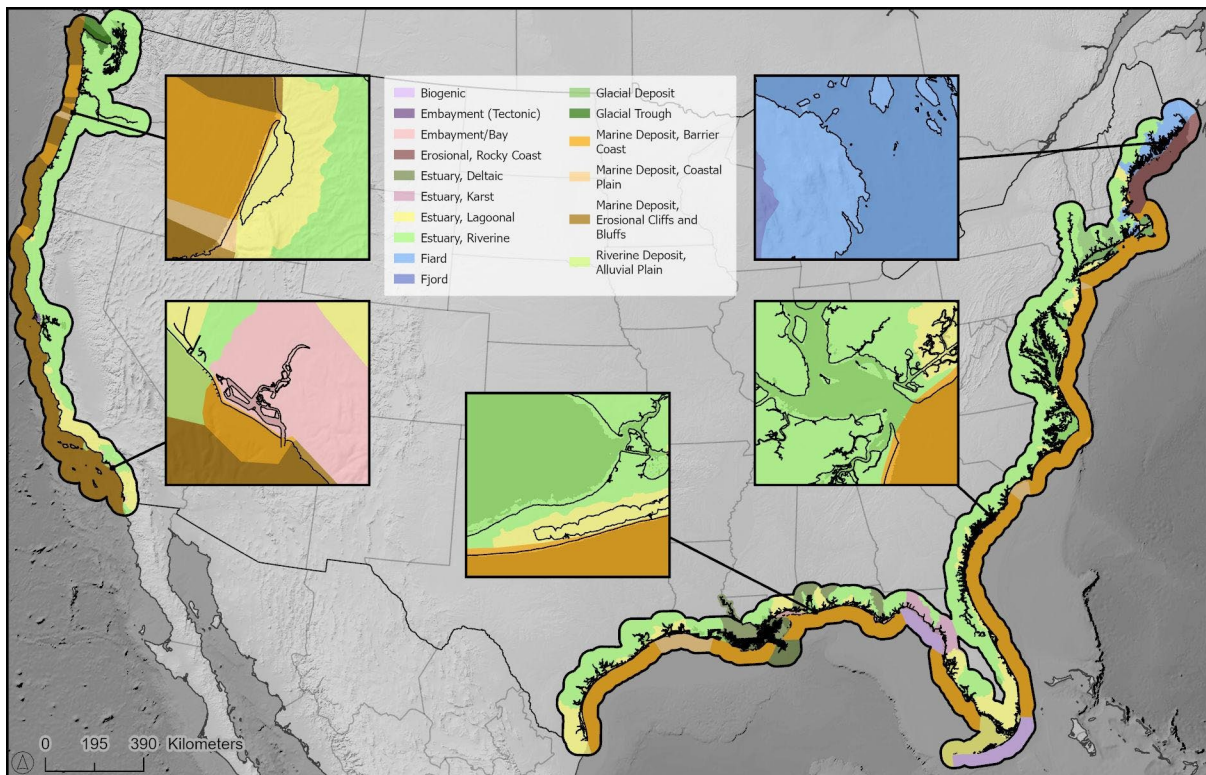 Biogenic
Embayment (Tectonic)
Embayment/Bay
Erosional, Rocky Coast
Estuary, Deltaic
Estuary, Karst
Estuary, Lagoonal
Estuary, Riverine
Fiard
Fjord
Glacial Deposit
Glacial Trough
Marine Deposit, Barrier
Coast
Marine Deposit, Coastal
Plain
Marine Deposit,
Erosional Cliffs and
Bluffs
Riverine Deposit,
Alluvial Plain
0 195 390 Kilometers
A